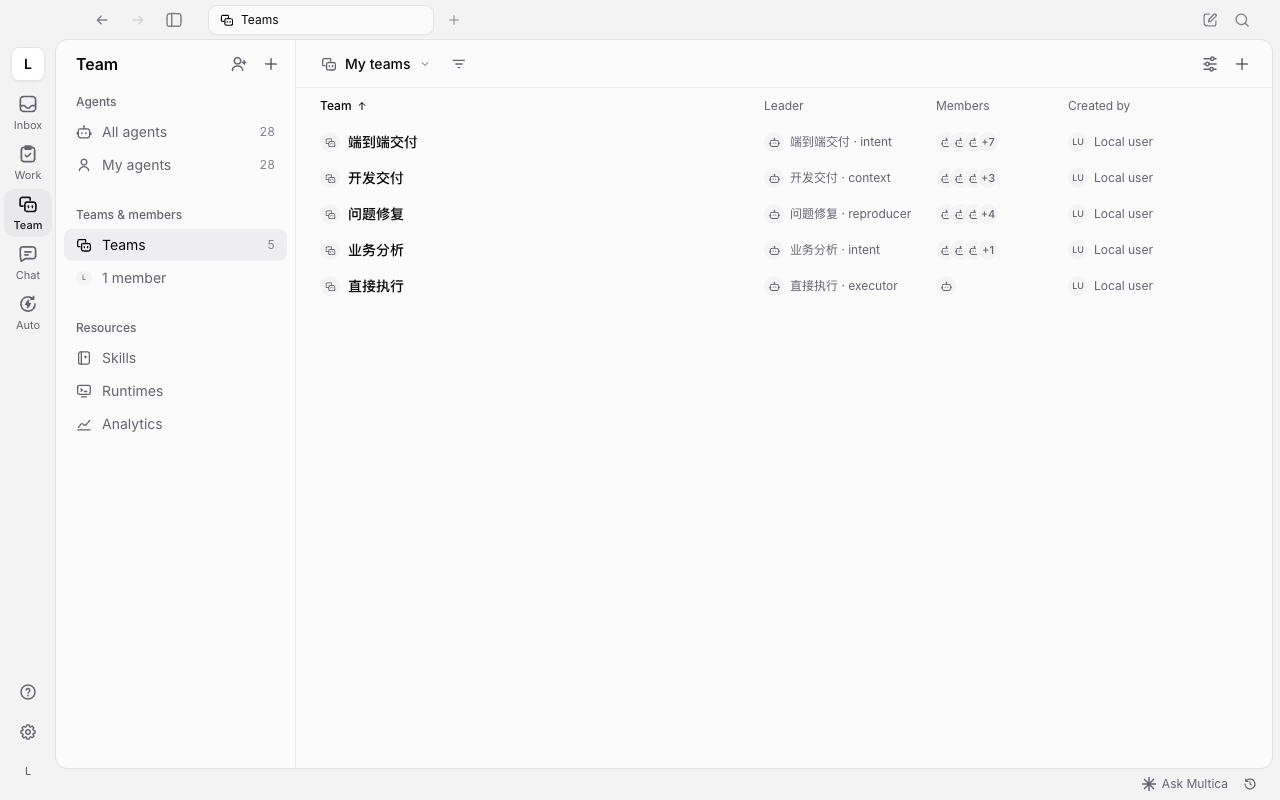 Teams
L
Inbox
Work
Team
Chat
Auto
L
Team
Agents
All agents 28
My agents 28
Teams & members
Teams 5
L 1 member
Resources
Skills
Runtimes
Analytics
My teams
Team ↑ Leader Members Created by
端到端交付 端到端交付 · intent +7 LU Local user
开发交付 开发交付 · context +3 LU Local user
问题修复 问题修复 · reproducer +4 LU Local user
业务分析 业务分析 · intent +1 LU Local user
直接执行 直接执行 · executor LU Local user
Ask Multica